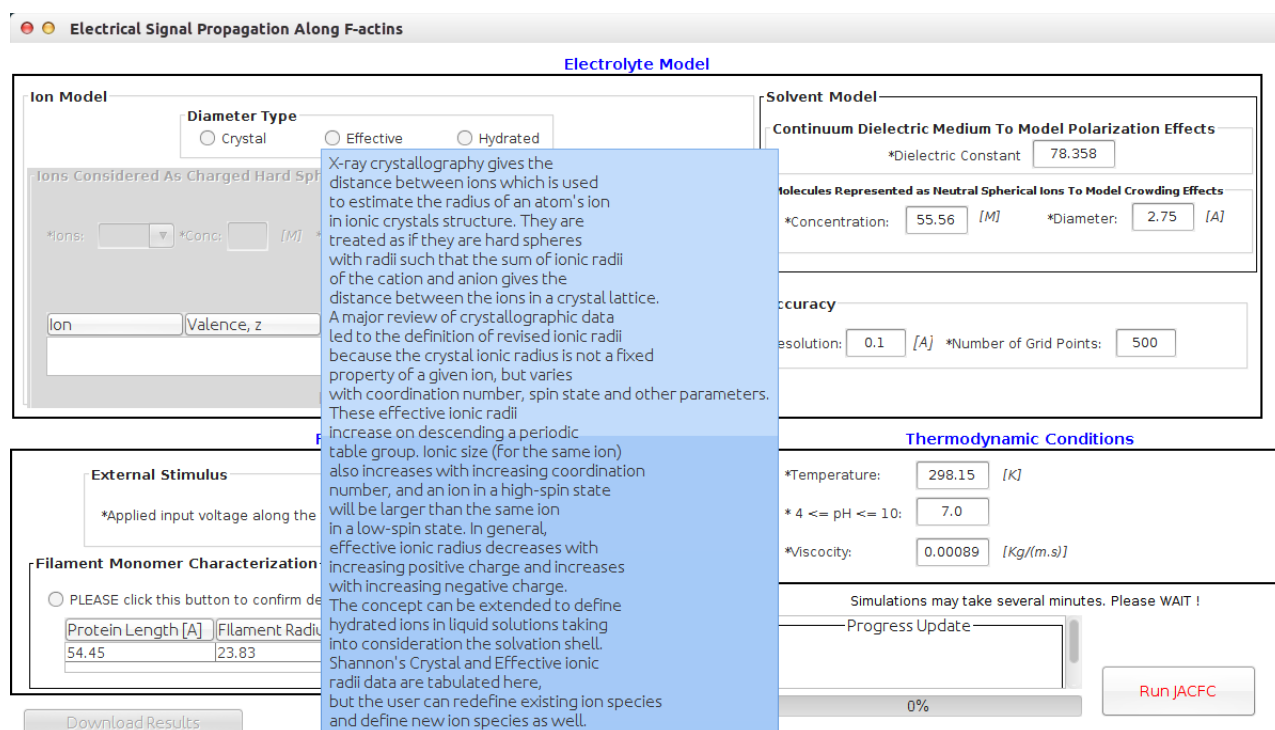 Electrical Signal Propagation Along F-actins
Electrolyte Model
Ion Model
Diameter Type
Crystal Effective Hydrated
Ions Considered As Charged Hard Sph
*Ions: *Conc: [M] *
Ion Valence, z
X-ray crystallography gives the
distance between ions which is used
to estimate the radius of an atom's ion
in ionic crystals structure. They are
treated as if they are hard spheres
with radii such that the sum of ionic radii
of the cation and anion gives the
distance between the ions in a crystal lattice.
A major review of crystallographic data
led to the definition of revised ionic radii
because the crystal ionic radius is not a fixed
property of a given ion, but varies
with coordination number, spin state and other parameters.
These effective ionic radii
increase on descending a periodic
table group. Ionic size (for the same ion)
also increases with increasing coordination
number, and an ion in a high-spin state
will be larger than the same ion
in a low-spin state. In general,
effective ionic radius decreases with
increasing positive charge and increases
with increasing negative charge.
The concept can be extended to define
hydrated ions in liquid solutions taking
into consideration the solvation shell.
Shannon's Crystal and Effective ionic
radii data are tabulated here,
but the user can redefine existing ion species
and define new ion species as well.
Solvent Model
Continuum Dielectric Medium To Model Polarization Effects
*Dielectric Constant 78.358
Molecules Represented as Neutral Spherical Ions To Model Crowding Effects
*Concentration: 55.56 [M] *Diameter: 2.75 [A]
ccuracy
esolution: 0.1 [A] *Number of Grid Points: 500
External Stimulus
*Applied input voltage along the
Filament Monomer Characterization
PLEASE click this button to confirm de
Protein Length [A] FIlament Radiu
54.45 23.83
Download Results
Thermodynamic Conditions
*Temperature: 298.15 [K]
* 4 <= pH <= 10: 7.0
*Viscocity: 0.00089 [Kg/(m.s)]
Simulations may take several minutes. Please WAIT !
Progress Update
0%
Run JACFC